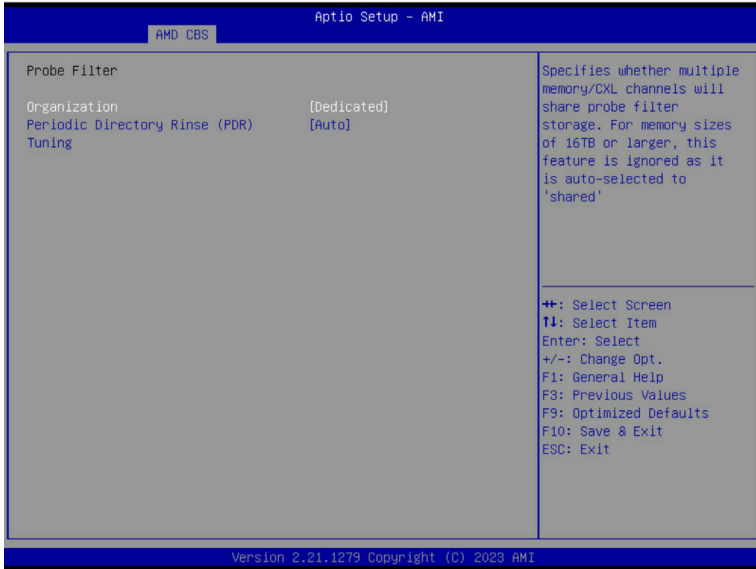 Aptio Setup - AMI
AMD CBS
Probe Filter
Organization [Dedicated]
Periodic Directory Rinse (PDR) [Auto]
Tuning
Specifies whether multiple
memory/CXL channels will
share probe filter
storage. For memory sizes
of 16TB or larger, this
feature is ignored as it
is auto-selected to
'shared'
→←: Select Screen
↑↓: Select Item
Enter: Select
+/-: Change Opt.
F1: General Help
F3: Previous Values
F9: Optimized Defaults
F10: Save & Exit
ESC: Exit
Version 2.21.1279 Copyright (C) 2023 AMI